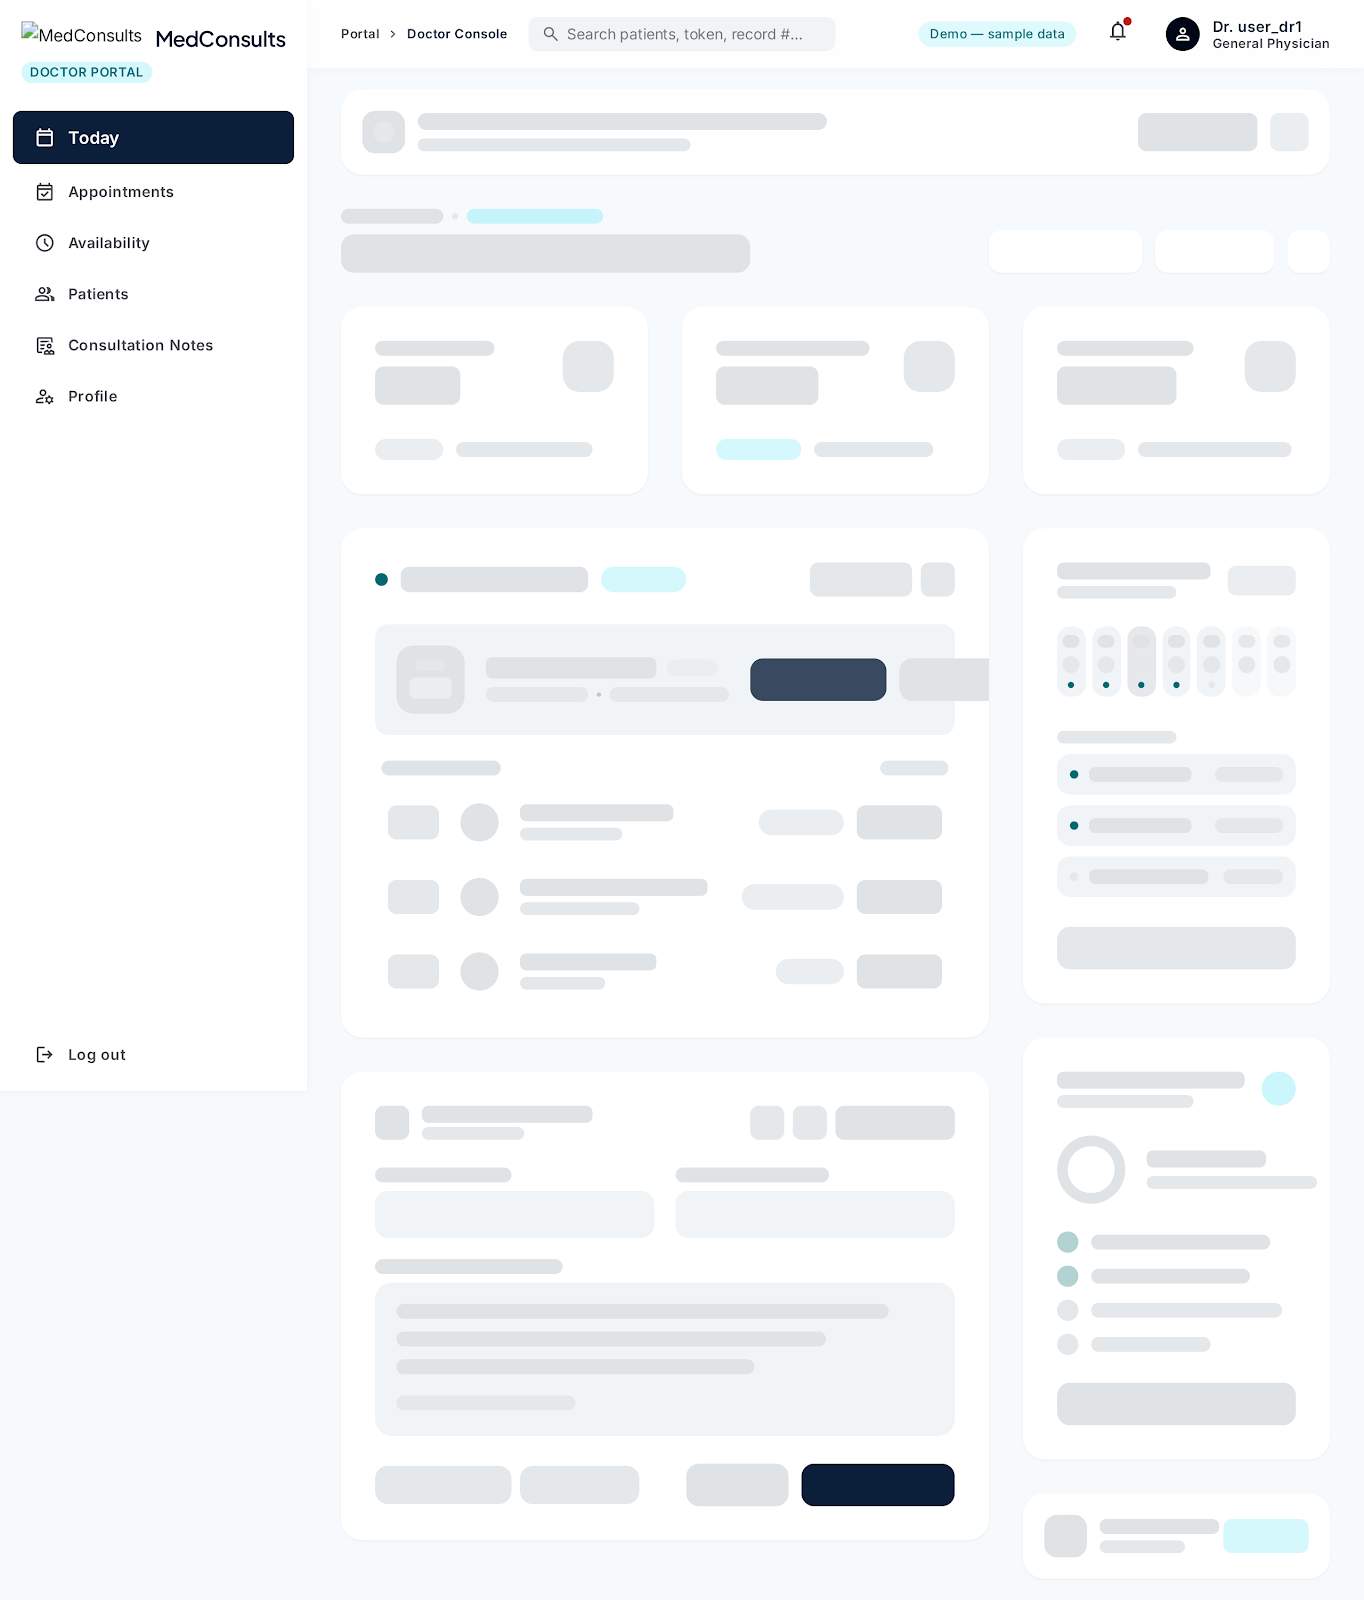 MedConsults MedConsults
DOCTOR PORTAL
Today
Appointments
Availability
Patients
Consultation Notes
Profile
Log out
Portal > Doctor Console
Search patients, token, record #...
Demo — sample data
Dr. user_dr1
General Physician